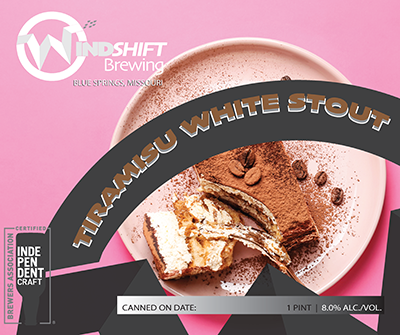 WINDSHIFT
Brewing
BLUE SPRINGS, MISSOURI
TIRAMISU WHITE STOUT
CERTIFIED
BREWERS ASSOCIATION
INDE
PEN
DENT
CRAFT
®
CANNED ON DATE: 1 PINT | 8.0% ALC./VOL.